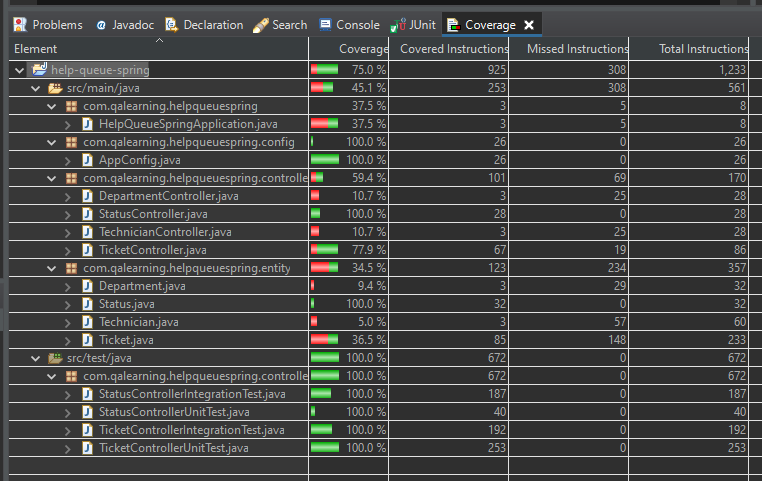 Problems Javadoc Declaration Search Console JUnit Coverage
Element Coverage Covered Instructions Missed Instructions Total Instructions
help-queue-spring 75.0 % 925 308 1,233
src/main/java 45.1 % 253 308 561
com.qalearning.helpqueuespring 37.5 % 3 5 8
HelpQueueSpringApplication.java 37.5 % 3 5 8
com.qalearning.helpqueuespring.config 100.0 % 26 0 26
AppConfig.java 100.0 % 26 0 26
com.qalearning.helpqueuespring.controlle 59.4 % 101 69 170
DepartmentController.java 10.7 % 3 25 28
StatusController.java 100.0 % 28 0 28
TechnicianController.java 10.7 % 3 25 28
TicketController.java 77.9 % 67 19 86
com.qalearning.helpqueuespring.entity 34.5 % 123 234 357
Department.java 9.4 % 3 29 32
Status.java 100.0 % 32 0 32
Technician.java 5.0 % 3 57 60
Ticket.java 36.5 % 85 148 233
src/test/java 100.0 % 672 0 672
com.qalearning.helpqueuespring.controlle 100.0 % 672 0 672
StatusControllerIntegrationTest.java 100.0 % 187 0 187
StatusControllerUnitTest.java 100.0 % 40 0 40
TicketControllerIntegrationTest.java 100.0 % 192 0 192
TicketControllerUnitTest.java 100.0 % 253 0 253